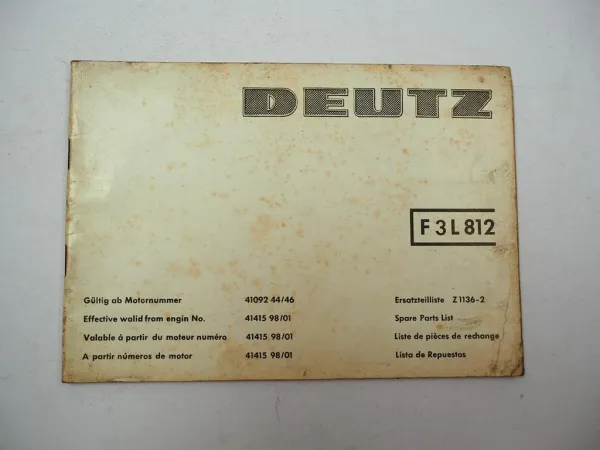 DEUTZ
F 3 L 812
Gültig ab Motornummer 41092 44/46 Ersatzteilliste Z 1136-2
Effective walid from engin No. 41415 98/01 Spare Parts List
Valable à partir du moteur numéro 41415 98/01 Liste de pièces de rechange
A partir números de motor 41415 98/01 Lista de Repuestos